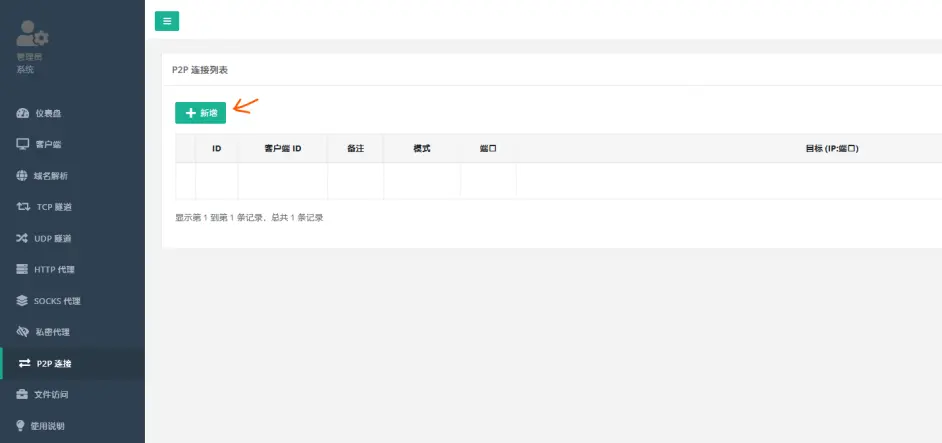 管理员
系统
仪表盘
客户端
域名解析
TCP 隧道
UDP 隧道
HTTP 代理
SOCKS 代理
私密代理
P2P 连接
文件访问
使用说明
P2P 连接列表
新增
ID 客户端 ID 备注 模式 端口 目标 (IP:端口)
显示第 1 到第 1 条记录，总共 1 条记录